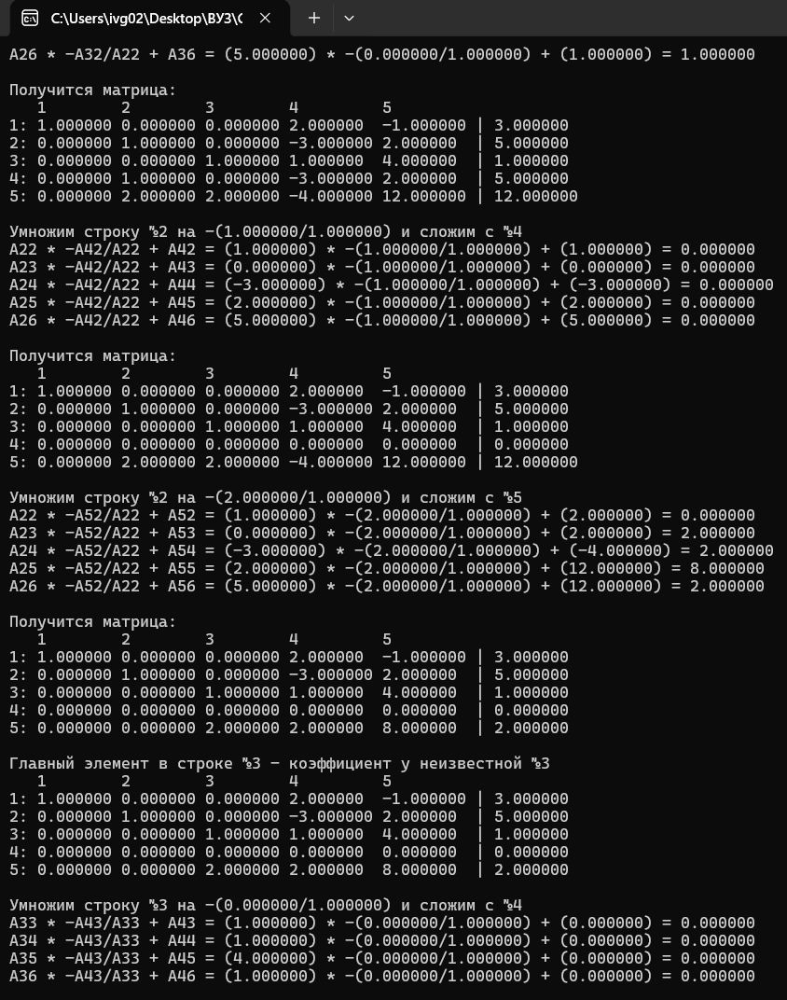 C:\Users\ivg02\Desktop\ВУЗ\С
A26 * -A32/A22 + A36 = (5.000000) * -(0.000000/1.000000) + (1.000000) = 1.000000
Получится матрица:
1 2 3 4 5
1: 1.000000 0.000000 0.000000 2.000000 -1.000000 | 3.000000
2: 0.000000 1.000000 0.000000 -3.000000 2.000000 | 5.000000
3: 0.000000 0.000000 1.000000 1.000000 4.000000 | 1.000000
4: 0.000000 1.000000 0.000000 -3.000000 2.000000 | 5.000000
5: 0.000000 2.000000 2.000000 -4.000000 12.000000 | 12.000000
Умножим строку №2 на -(1.000000/1.000000) и сложим с №4
A22 * -A42/A22 + A42 = (1.000000) * -(1.000000/1.000000) + (1.000000) = 0.000000
A23 * -A42/A22 + A43 = (0.000000) * -(1.000000/1.000000) + (0.000000) = 0.000000
A24 * -A42/A22 + A44 = (-3.000000) * -(1.000000/1.000000) + (-3.000000) = 0.000000
A25 * -A42/A22 + A45 = (2.000000) * -(1.000000/1.000000) + (2.000000) = 0.000000
A26 * -A42/A22 + A46 = (5.000000) * -(1.000000/1.000000) + (5.000000) = 0.000000
Получится матрица:
1 2 3 4 5
1: 1.000000 0.000000 0.000000 2.000000 -1.000000 | 3.000000
2: 0.000000 1.000000 0.000000 -3.000000 2.000000 | 5.000000
3: 0.000000 0.000000 1.000000 1.000000 4.000000 | 1.000000
4: 0.000000 0.000000 0.000000 0.000000 0.000000 | 0.000000
5: 0.000000 2.000000 2.000000 -4.000000 12.000000 | 12.000000
Умножим строку №2 на -(2.000000/1.000000) и сложим с №5
A22 * -A52/A22 + A52 = (1.000000) * -(2.000000/1.000000) + (2.000000) = 0.000000
A23 * -A52/A22 + A53 = (0.000000) * -(2.000000/1.000000) + (2.000000) = 2.000000
A24 * -A52/A22 + A54 = (-3.000000) * -(2.000000/1.000000) + (-4.000000) = 2.000000
A25 * -A52/A22 + A55 = (2.000000) * -(2.000000/1.000000) + (12.000000) = 8.000000
A26 * -A52/A22 + A56 = (5.000000) * -(2.000000/1.000000) + (12.000000) = 2.000000
Получится матрица:
1 2 3 4 5
1: 1.000000 0.000000 0.000000 2.000000 -1.000000 | 3.000000
2: 0.000000 1.000000 0.000000 -3.000000 2.000000 | 5.000000
3: 0.000000 0.000000 1.000000 1.000000 4.000000 | 1.000000
4: 0.000000 0.000000 0.000000 0.000000 0.000000 | 0.000000
5: 0.000000 0.000000 2.000000 2.000000 8.000000 | 2.000000
Главный элемент в строке №3 - коэффициент у неизвестной №3
1 2 3 4 5
1: 1.000000 0.000000 0.000000 2.000000 -1.000000 | 3.000000
2: 0.000000 1.000000 0.000000 -3.000000 2.000000 | 5.000000
3: 0.000000 0.000000 1.000000 1.000000 4.000000 | 1.000000
4: 0.000000 0.000000 0.000000 0.000000 0.000000 | 0.000000
5: 0.000000 0.000000 2.000000 2.000000 8.000000 | 2.000000
Умножим строку №3 на -(0.000000/1.000000) и сложим с №4
A33 * -A43/A33 + A43 = (1.000000) * -(0.000000/1.000000) + (0.000000) = 0.000000
A34 * -A43/A33 + A44 = (1.000000) * -(0.000000/1.000000) + (0.000000) = 0.000000
A35 * -A43/A33 + A45 = (4.000000) * -(0.000000/1.000000) + (0.000000) = 0.000000
A36 * -A43/A33 + A46 = (1.000000) * -(0.000000/1.000000) + (0.000000) = 0.000000